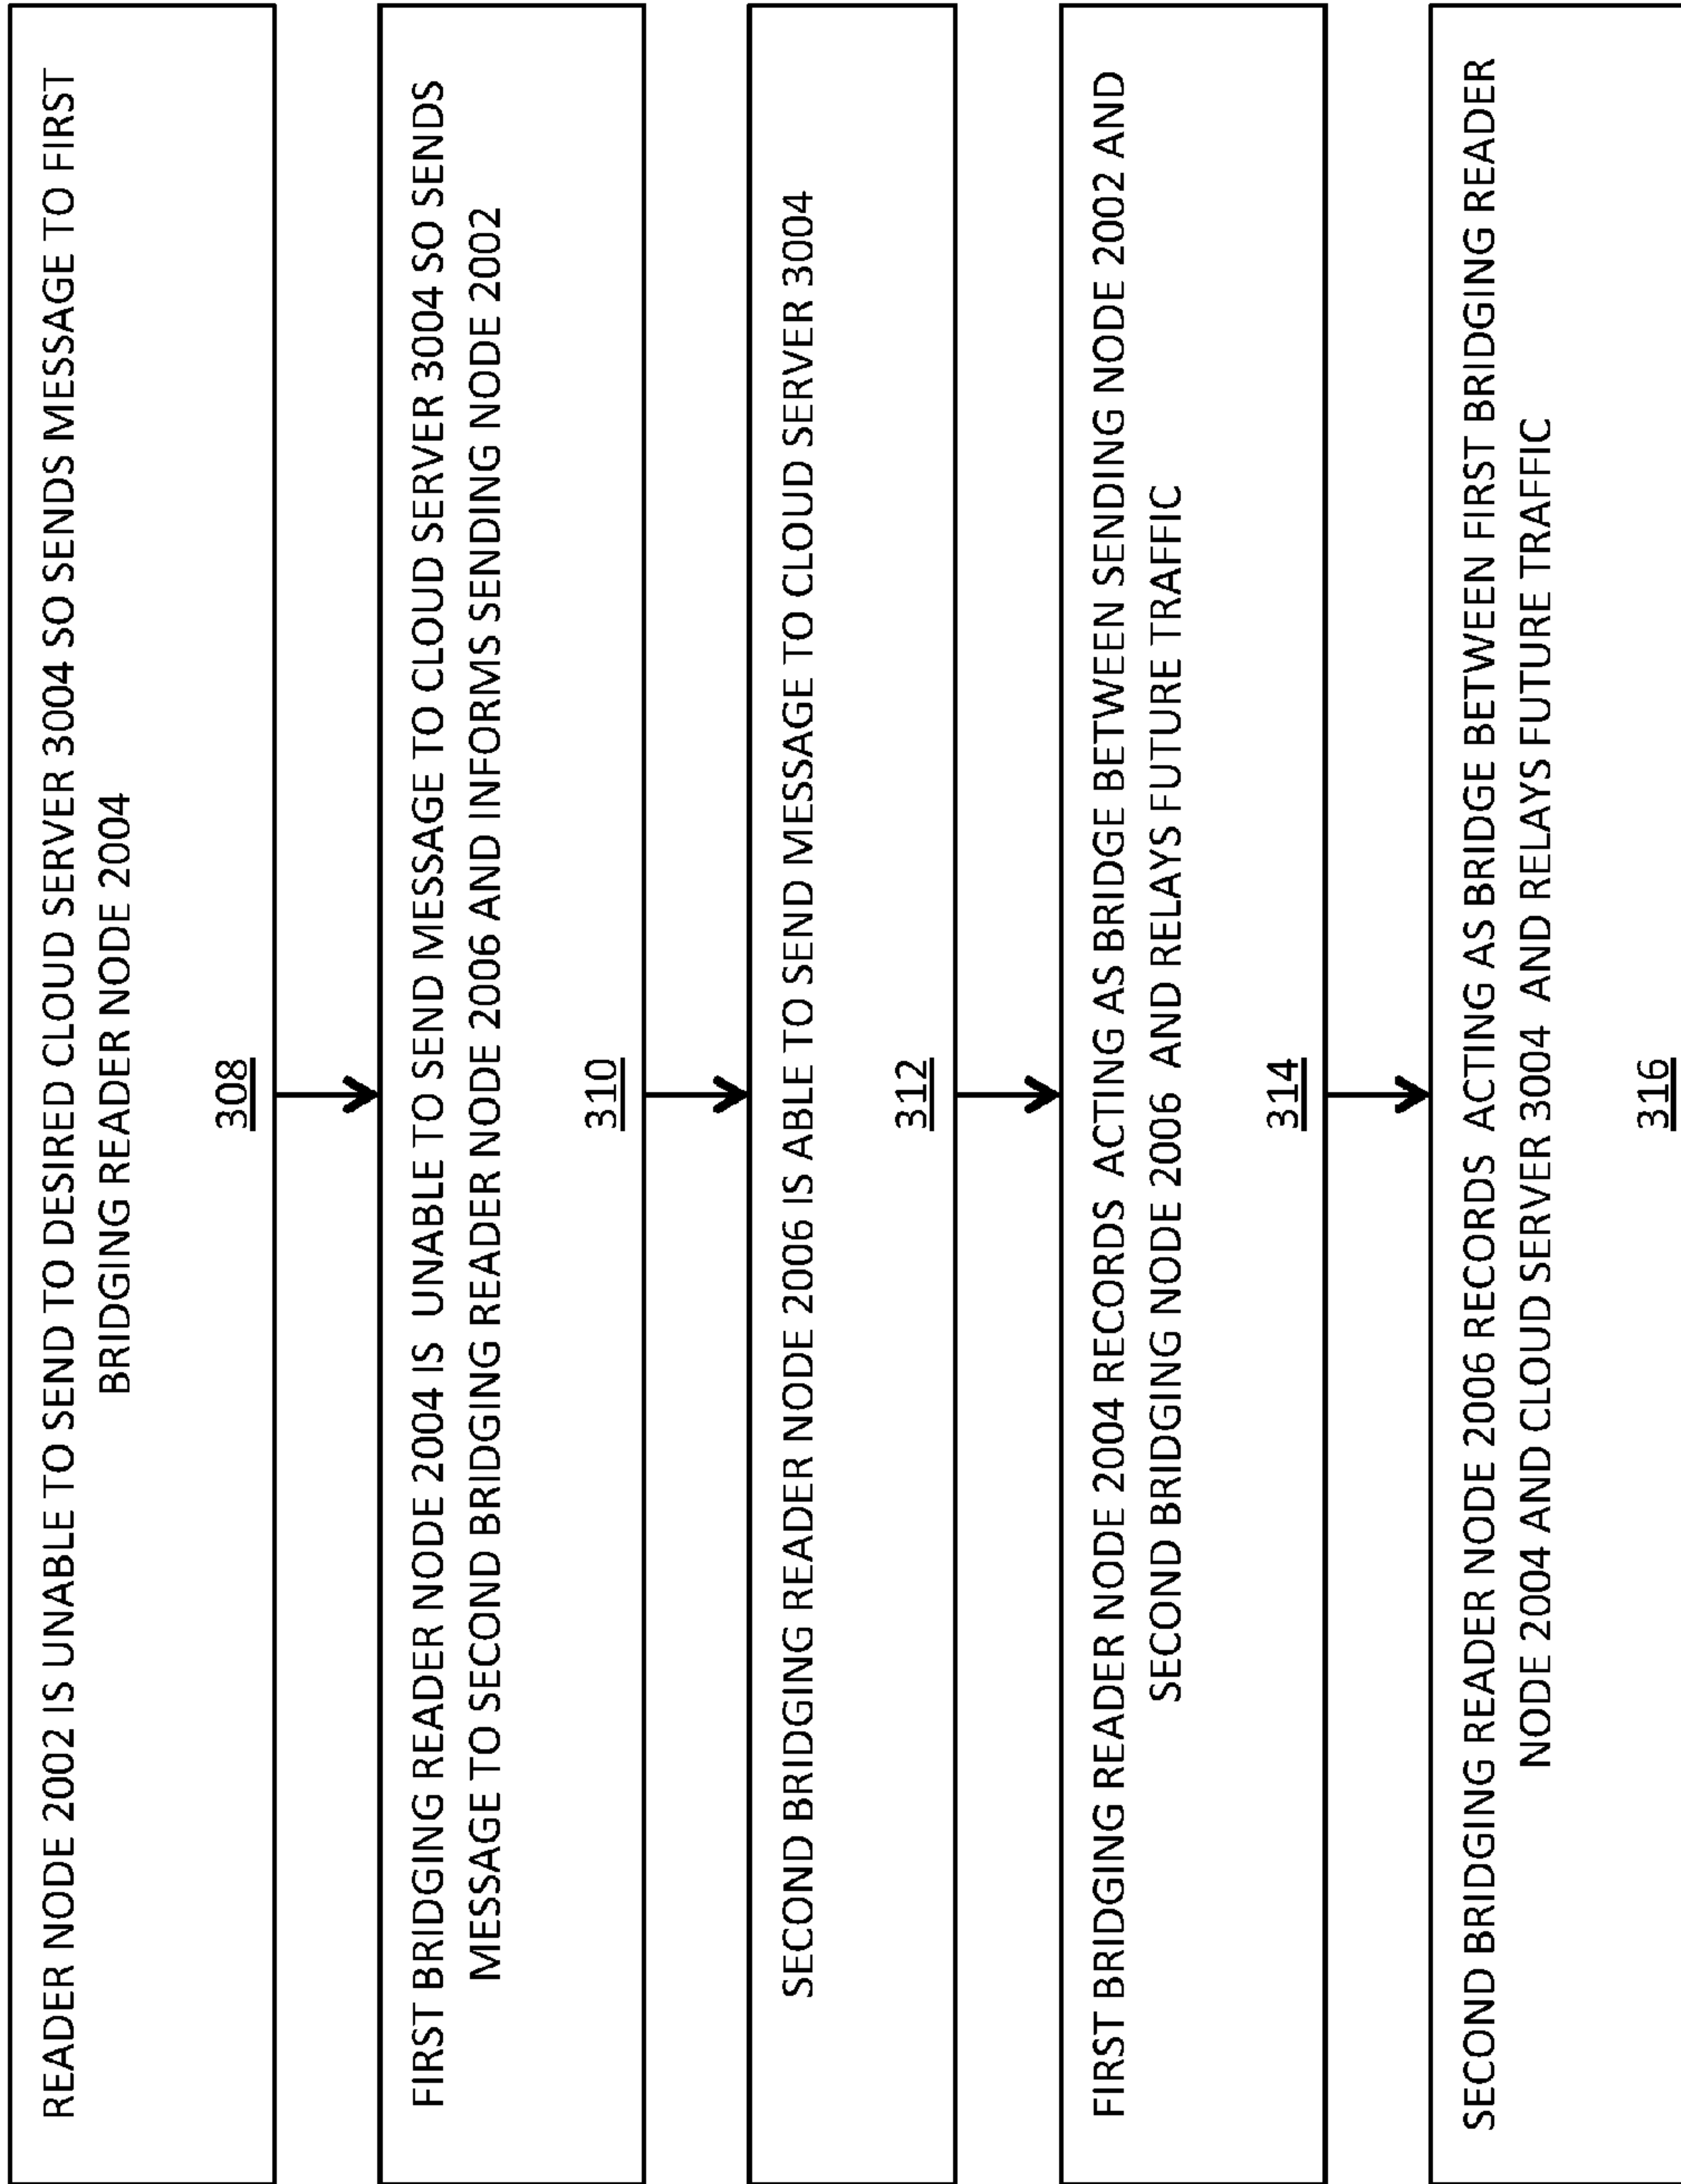 READER NODE 2002 IS UNABLE TO SEND TO DESIRED CLOUD SERVER 3004 SO SENDS MESSAGE TO FIRST
BRIDGING READER NODE 2004
308
FIRST BRIDGING READER NODE 2004 IS UNABLE TO SEND MESSAGE TO CLOUD SERVER 3004 SO SENDS
MESSAGE TO SECOND BRIDGING READER NODE 2006 AND INFORMS SENDING NODE 2002
310
SECOND BRIDGING READER NODE 2006 IS ABLE TO SEND MESSAGE TO CLOUD SERVER 3004
312
FIRST BRIDGING READER NODE 2004 RECORDS ACTING AS BRIDGE BETWEEN SENDING NODE 2002 AND
SECOND BRIDGING NODE 2006 AND RELAYS FUTURE TRAFFIC
314
SECOND BRIDGING READER NODE 2006 RECORDS ACTING AS BRIDGE BETWEEN FIRST BRIDGING READER
NODE 2004 AND CLOUD SERVER 3004 AND RELAYS FUTURE TRAFFIC
316